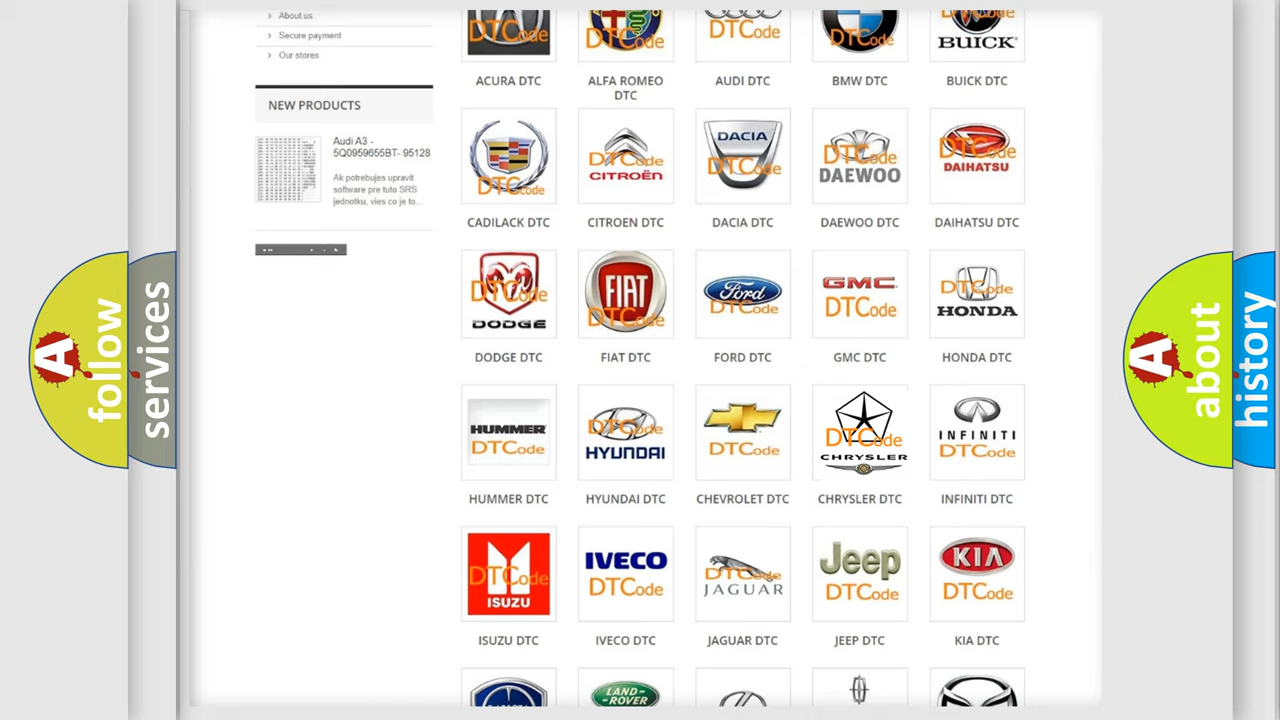 About us
Secure payment
Our stores
NEW PRODUCTS
Audi A3 -
5Q0959655BT- 95128
Ak potrebujes upravit
software pre tuto SRS
jednotku, vies co je to...
A
follow
services
A
about
history
DTCode
DTCode
DTCode
DTCode
BUICK
ACURA DTC
ALFA ROMEO
DTC
AUDI DTC
BMW DTC
BUICK DTC
DTCode
DTCode
CITROËN
DACIA
DTCode
DTCode
DAEWOO
DTCode
DAIHATSU
CADILACK DTC
CITROEN DTC
DACIA DTC
DAEWOO DTC
DAIHATSU DTC
DTCode
DODGE
FIAT
DTCode
Ford
DTCode
GMC
DTCode
DTCode
HONDA
DODGE DTC
FIAT DTC
FORD DTC
GMC DTC
HONDA DTC
HUMMER
DTCode
DTCode
HYUNDAI
DTCode
DTCode
CHRYSLER
INFINITI
DTCode
HUMMER DTC
HYUNDAI DTC
CHEVROLET DTC
CHRYSLER DTC
INFINITI DTC
DTCode
ISUZU
IVECO
DTCode
DTCode
JAGUAR
Jeep
DTCode
KIA
DTCode
ISUZU DTC
IVECO DTC
JAGUAR DTC
JEEP DTC
KIA DTC
LAND-
ROVER